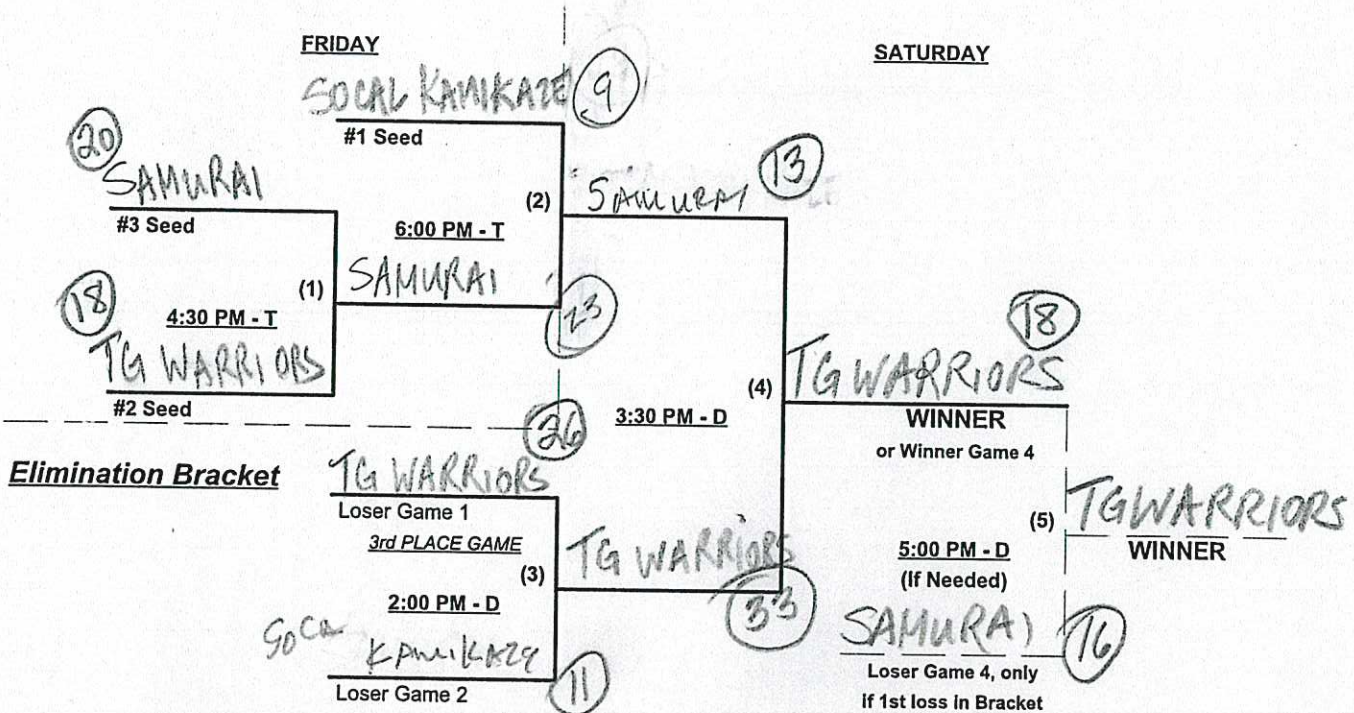 FRIDAY
SATURDAY
SOCAL KAMIKAZE 9
#1 Seed
20
SAMURAI
#3 Seed
(2)
6:00 PM - T
SAMURAI 13
(1)
SAMURAI
23
18
4:30 PM - T
TG WARRIORS
#2 Seed
18
(4)
TG WARRIORS
3:30 PM - D
WINNER
or Winner Game 4
26
Elimination Bracket
TG WARRIORS
Loser Game 1
3rd PLACE GAME
(3)
TG WARRIORS
33
2:00 PM - D
SOCA KAMIKAZE
11
Loser Game 2
(5)
TG WARRIORS
WINNER
5:00 PM - D
(If Needed)
SAMURAI 16
Loser Game 4, only
if 1st loss in Bracket